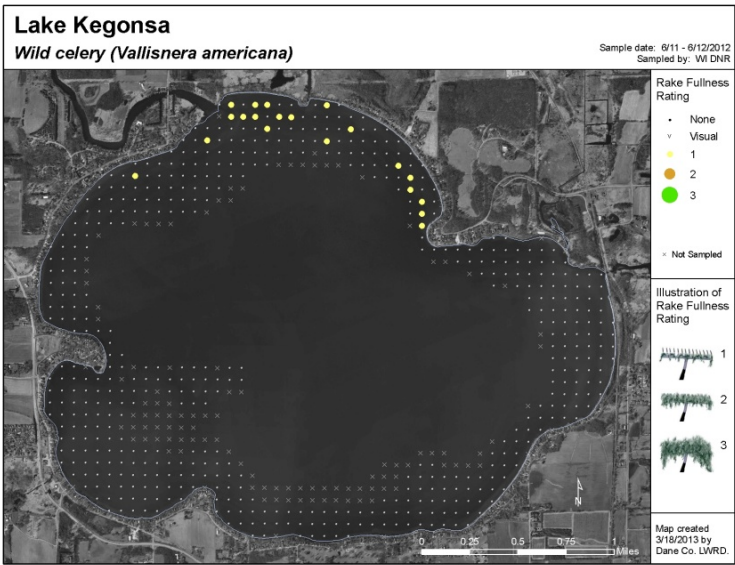 Lake Kegonsa
Wild celery (Vallisnera americana)
Sample date: 6/11 - 6/12/2012
Sampled by: WI DNR
Rake Fullness
Rating
None
Visual
1
2
3
Not Sampled
Illustration of
Rake Fullness
Rating
1
2
3
N
0 0.25 0.5 0.75 1
Miles
Map created
3/18/2013 by
Dane Co. LWRD.